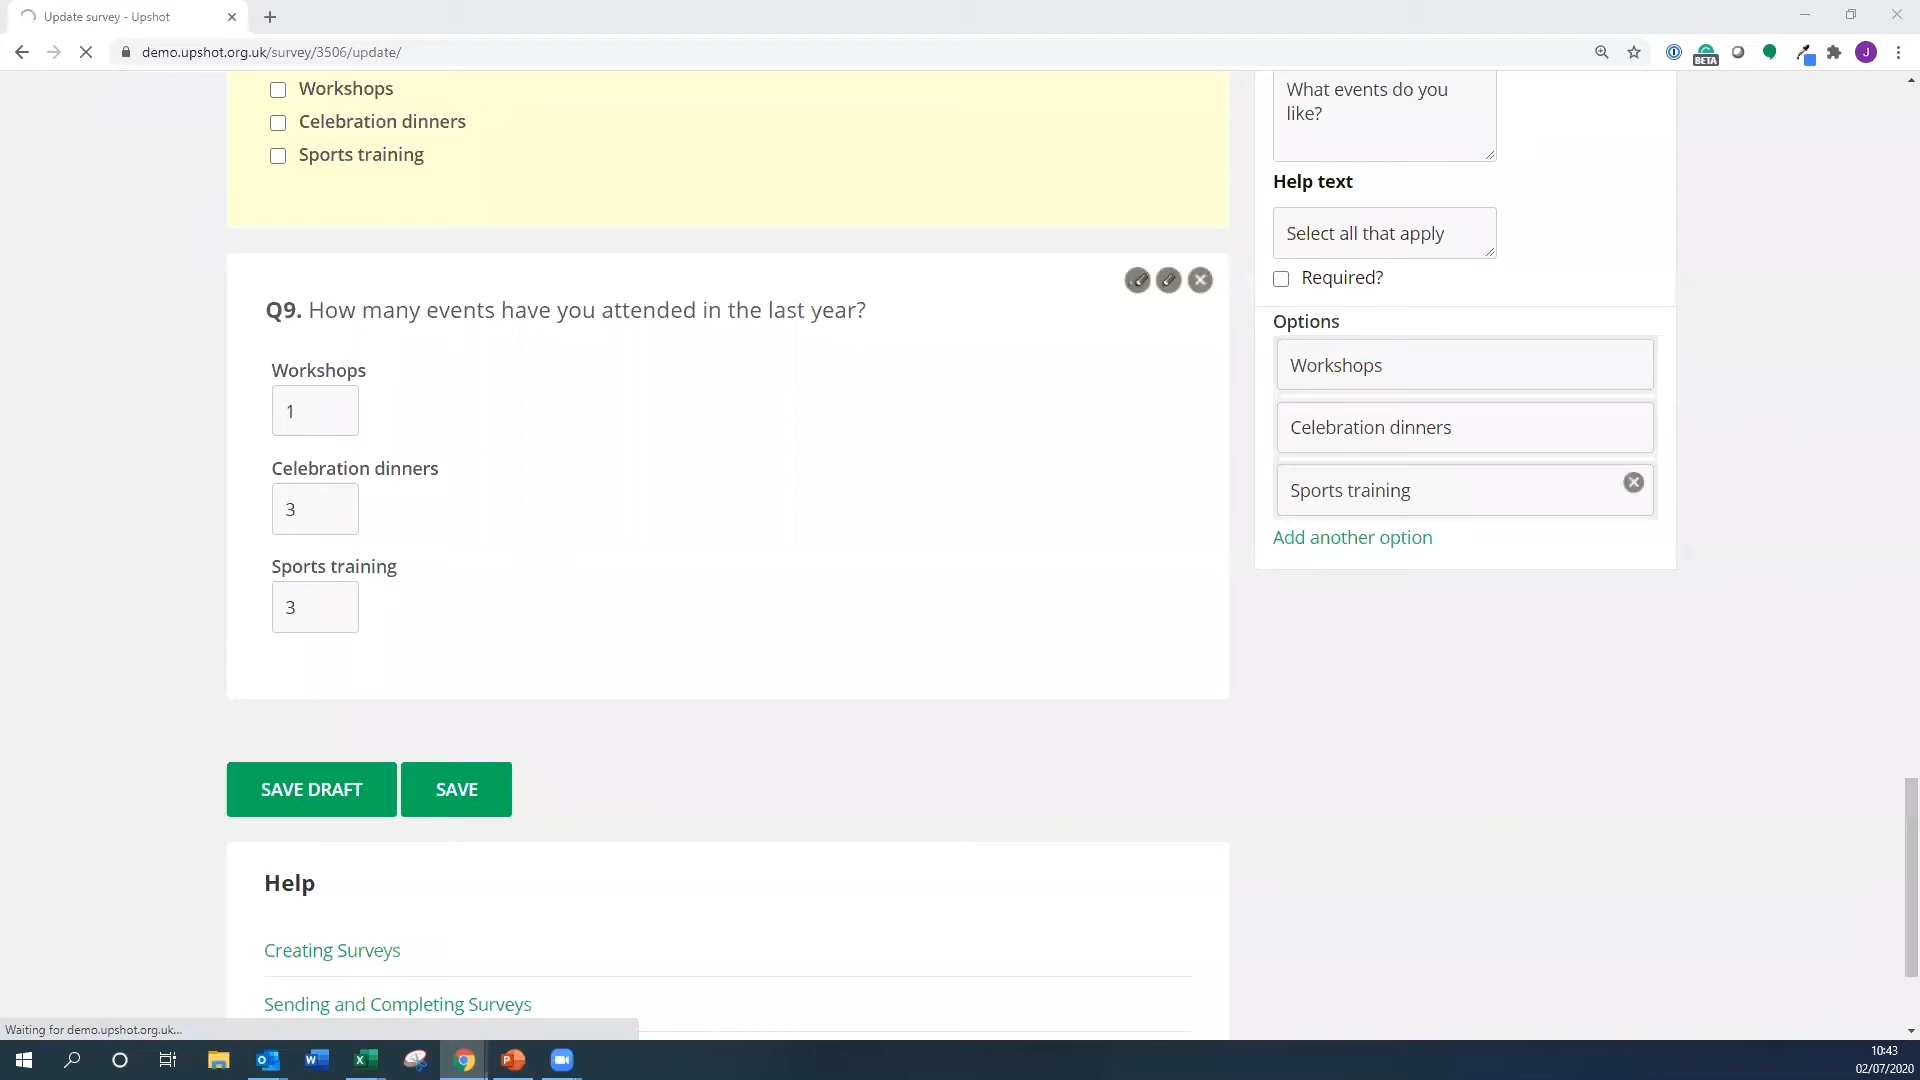 Update survey - Upshot
demo.upshot.org.uk/survey/3506/update/
BETA
J
Workshops
Celebration dinners
Sports training
What events do you
like?
Help text
Select all that apply
Required?
Options
Workshops
Celebration dinners
Sports training
Add another option
Q9. How many events have you attended in the last year?
Workshops
1
Celebration dinners
3
Sports training
3
SAVE DRAFT
SAVE
Help
Creating Surveys
Sending and Completing Surveys
Waiting for demo.upshot.org.uk...
10:43
02/07/2020